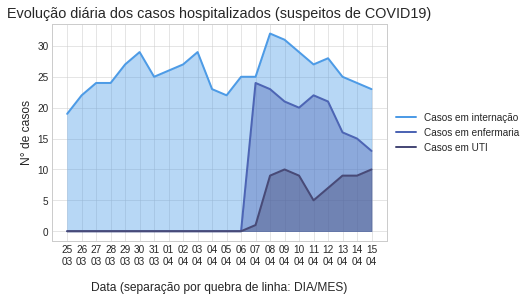 Evolução diária dos casos hospitalizados (suspeitos de COVID19)
N° de casos
30
25
20
15
10
5
0
25 26 27 28 29 30 31 01 02 03 04 05 06 07 08 09 10 11 12 13 14 15
03 03 03 03 03 03 03 04 04 04 04 04 04 04 04 04 04 04 04 04 04 04
Data (separação por quebra de linha: DIA/MES)
Casos em internação
Casos em enfermaria
Casos em UTI